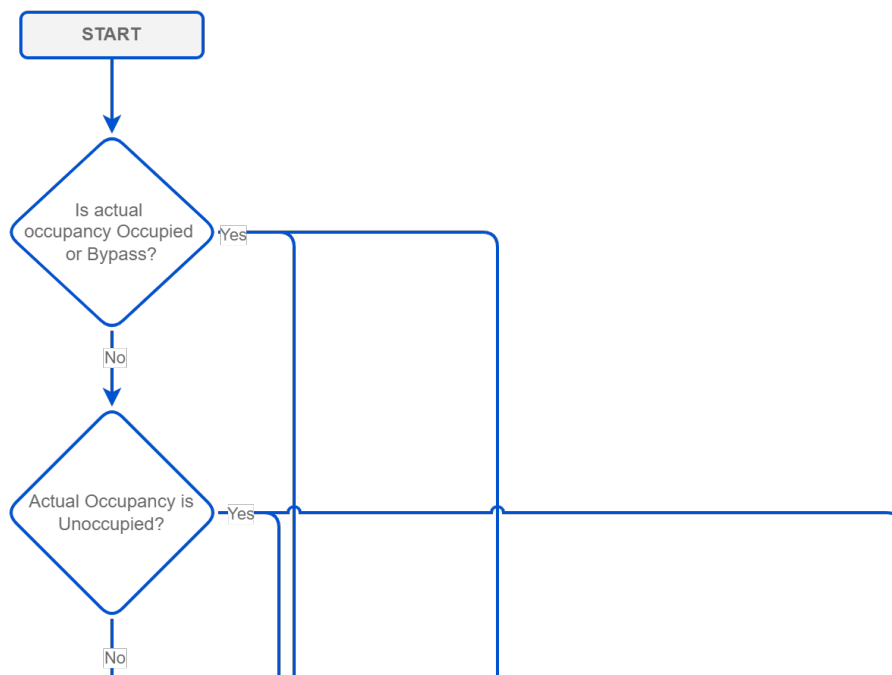 START
Is actual
occupancy Occupied
or Bypass?
Yes
No
Actual Occupancy is
Unoccupied?
Yes
No